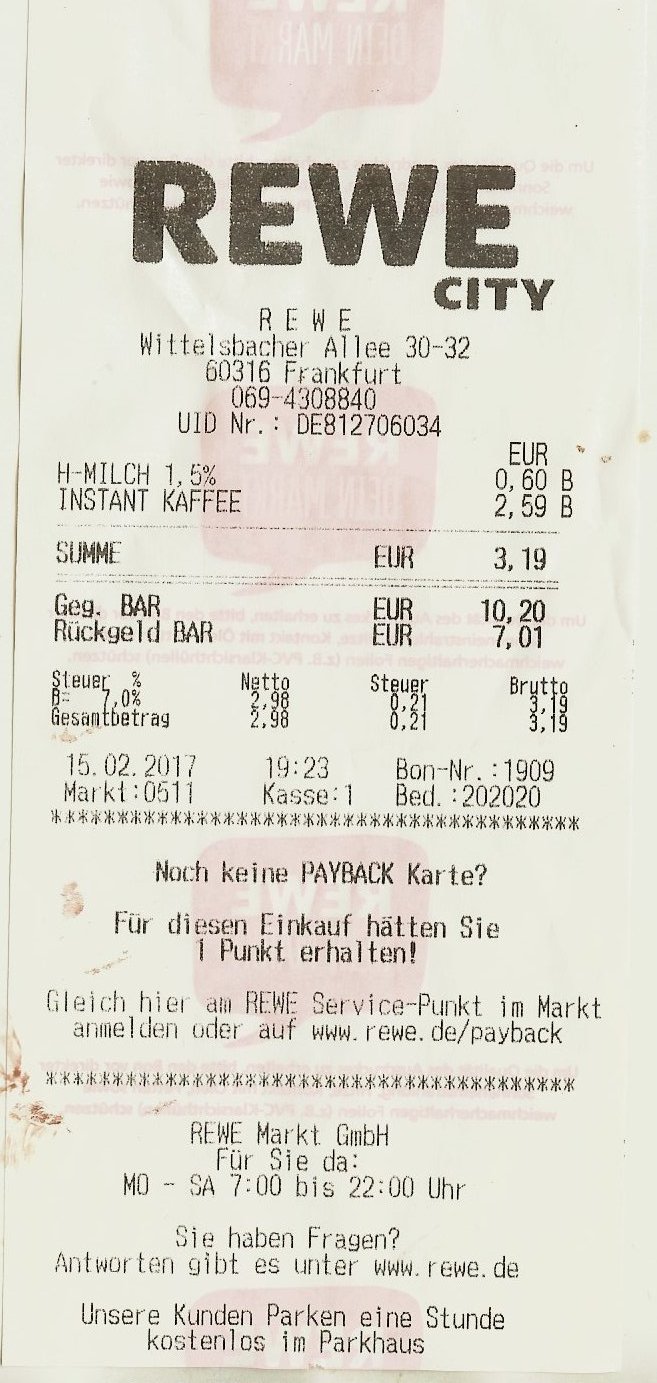 REWE
CITY
R E W E
Wittelsbacher Allee 30-32
60316 Frankfurt
069-4308840
UID Nr.: DE812706034
EUR
H-MILCH 1,5% 0,60 B
INSTANT KAFFEE 2,59 B
SUMME EUR 3,19
Geg. BAR EUR 10,20
Rückgeld BAR EUR 7,01
Steuer % Netto Steuer Brutto
B= 7,0% 2,98 0,21 3,19
Gesamtbetrag 2,98 0,21 3,19
15.02.2017 19:23 Bon-Nr.:1909
Markt:0511 Kasse:1 Bed.:202020
*****************************************
Noch keine PAYBACK Karte?
Für diesen Einkauf hätten Sie
1 Punkt erhalten!
Gleich hier am REWE Service-Punkt im Markt
anmelden oder auf www.rewe.de/payback
*****************************************
REWE Markt GmbH
Für Sie da:
MO - SA 7:00 bis 22:00 Uhr
Sie haben Fragen?
Antworten gibt es unter www.rewe.de
Unsere Kunden Parken eine Stunde
kostenlos im Parkhaus